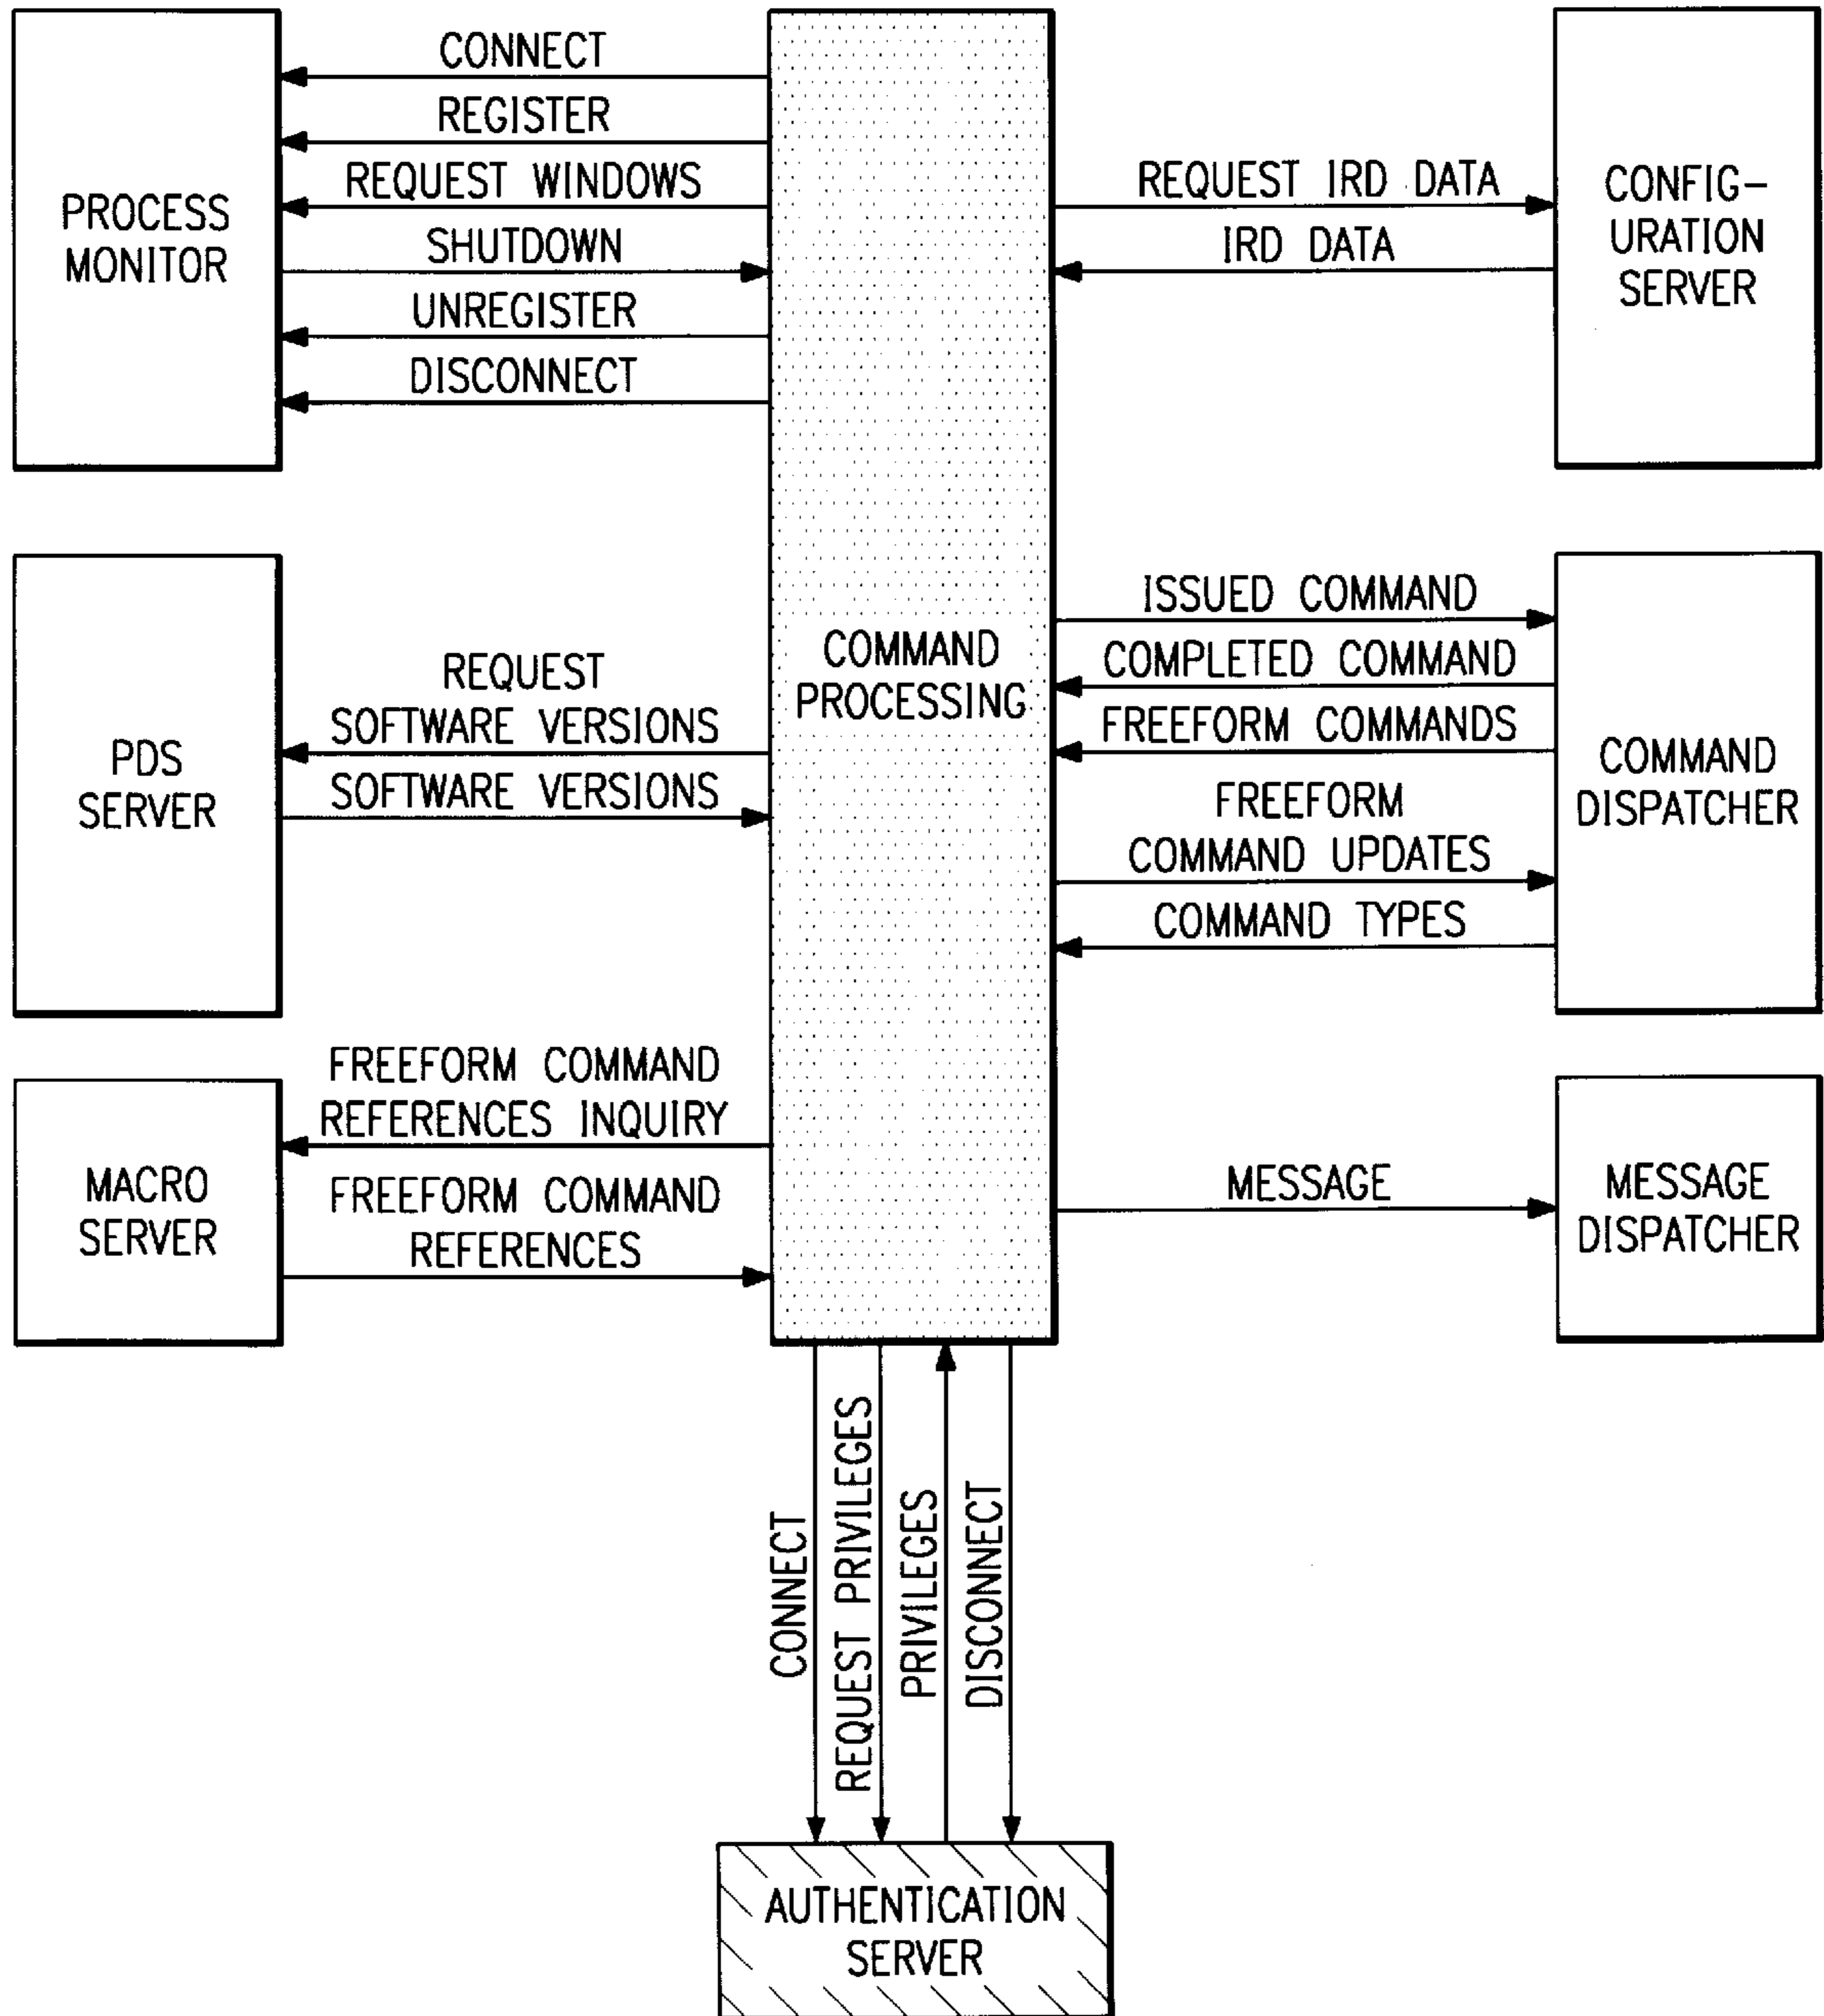 CONNECT
REGISTER
REQUEST WINDOWS
SHUTDOWN
UNREGISTER
DISCONNECT
PROCESS
MONITOR
REQUEST IRD DATA
IRD DATA
CONFIG-
URATION
SERVER
PDS
SERVER
REQUEST
SOFTWARE VERSIONS
SOFTWARE VERSIONS
COMMAND
PROCESSING
ISSUED COMMAND
COMPLETED COMMAND
FREEFORM COMMANDS
FREEFORM
COMMAND UPDATES
COMMAND TYPES
COMMAND
DISPATCHER
MACRO
SERVER
FREEFORM COMMAND
REFERENCES INQUIRY
FREEFORM COMMAND
REFERENCES
MESSAGE
MESSAGE
DISPATCHER
CONNECT
REQUEST PRIVILEGES
PRIVILEGES
DISCONNECT
AUTHENTICATION
SERVER